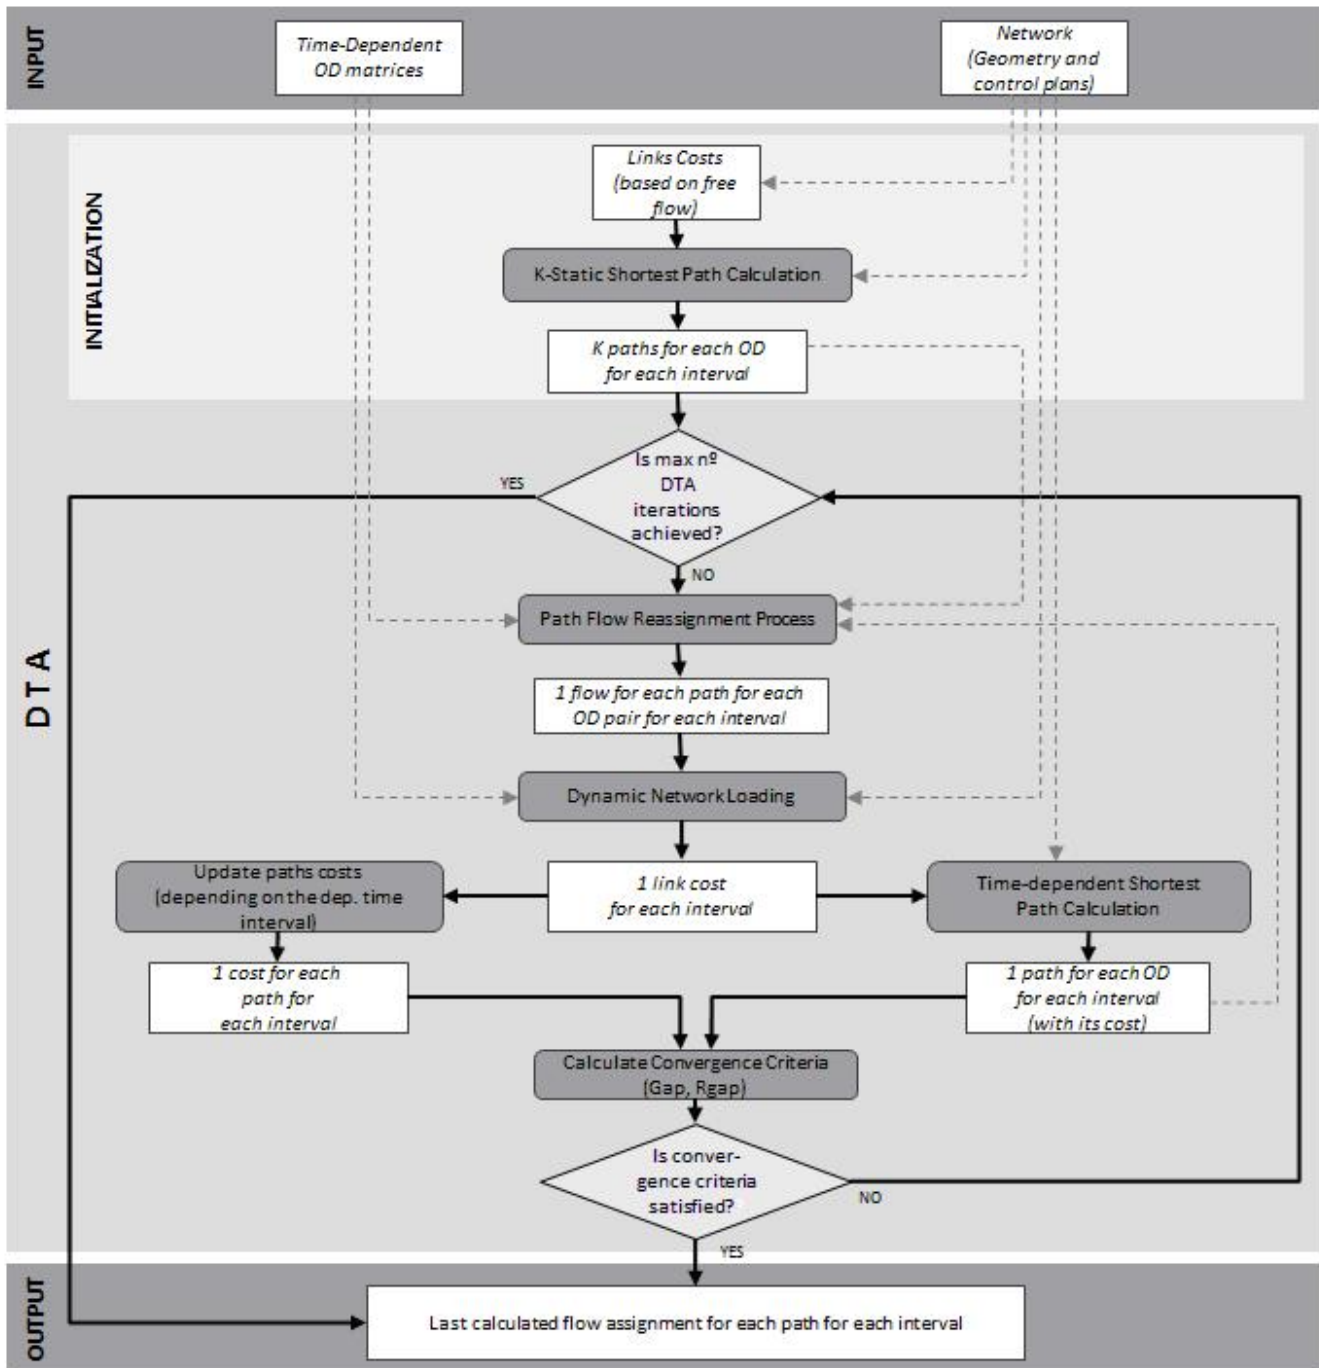 INPUT
Time-Dependent
OD matrices
Network
(Geometry and
control plans)
INITIALIZATION
Links Costs
(based on free
flow)
K-Static Shortest Path Calculation
K paths for each OD
for each interval
DTA
Is max nº
DTA
iterations
achieved?
YES
NO
Path Flow Reassignment Process
1 flow for each path for each
OD pair for each interval
Dynamic Network Loading
Update paths costs
(depending on the dep. time
interval)
1 link cost
for each interval
Time-dependent Shortest
Path Calculation
1 cost for each
path for
each interval
1 path for each OD
for each interval
(with its cost)
Calculate Convergence Criteria
(Gap, Rgap)
Is conver-
gence criteria
satisfied?
NO
YES
OUTPUT
Last calculated flow assignment for each path for each interval